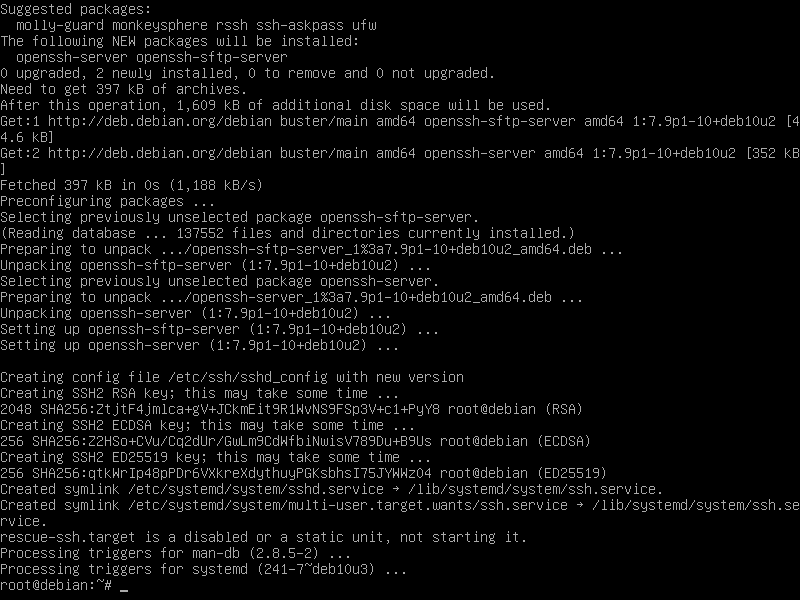 Suggested packages:
  molly-guard monkeysphere rssh ssh-askpass ufw
The following NEW packages will be installed:
  openssh-server openssh-sftp-server
0 upgraded, 2 newly installed, 0 to remove and 0 not upgraded.
Need to get 397 kB of archives.
After this operation, 1,609 kB of additional disk space will be used.
Get:1 http://deb.debian.org/debian buster/main amd64 openssh-sftp-server amd64 1:7.9p1-10+deb10u2 [4
4.6 kB]
Get:2 http://deb.debian.org/debian buster/main amd64 openssh-server amd64 1:7.9p1-10+deb10u2 [352 kB
]
Fetched 397 kB in 0s (1,188 kB/s)
Preconfiguring packages ...
Selecting previously unselected package openssh-sftp-server.
(Reading database ... 137552 files and directories currently installed.)
Preparing to unpack .../openssh-sftp-server_1%3a7.9p1-10+deb10u2_amd64.deb ...
Unpacking openssh-sftp-server (1:7.9p1-10+deb10u2) ...
Selecting previously unselected package openssh-server.
Preparing to unpack .../openssh-server_1%3a7.9p1-10+deb10u2_amd64.deb ...
Unpacking openssh-server (1:7.9p1-10+deb10u2) ...
Setting up openssh-sftp-server (1:7.9p1-10+deb10u2) ...
Setting up openssh-server (1:7.9p1-10+deb10u2) ...

Creating config file /etc/ssh/sshd_config with new version
Creating SSH2 RSA key; this may take some time ...
2048 SHA256:ZtjtF4jmlca+gV+JCkmEit9R1WvNS9FSp3V+c1+PyY8 root@debian (RSA)
Creating SSH2 ECDSA key; this may take some time ...
256 SHA256:Z2HSo+CVu/Cq2dUr/GwLm9CdWfbiNwisV789Du+B9Us root@debian (ECDSA)
Creating SSH2 ED25519 key; this may take some time ...
256 SHA256:qtkWrIp48pPDr6VXkreXdythuyPGKsbhsI75JYWWzO4 root@debian (ED25519)
Created symlink /etc/systemd/system/sshd.service → /lib/systemd/system/ssh.service.
Created symlink /etc/systemd/system/multi-user.target.wants/ssh.service → /lib/systemd/system/ssh.se
rvice.
rescue-ssh.target is a disabled or a static unit, not starting it.
Processing triggers for man-db (2.8.5-2) ...
Processing triggers for systemd (241-7~deb10u3) ...
root@debian:~# _